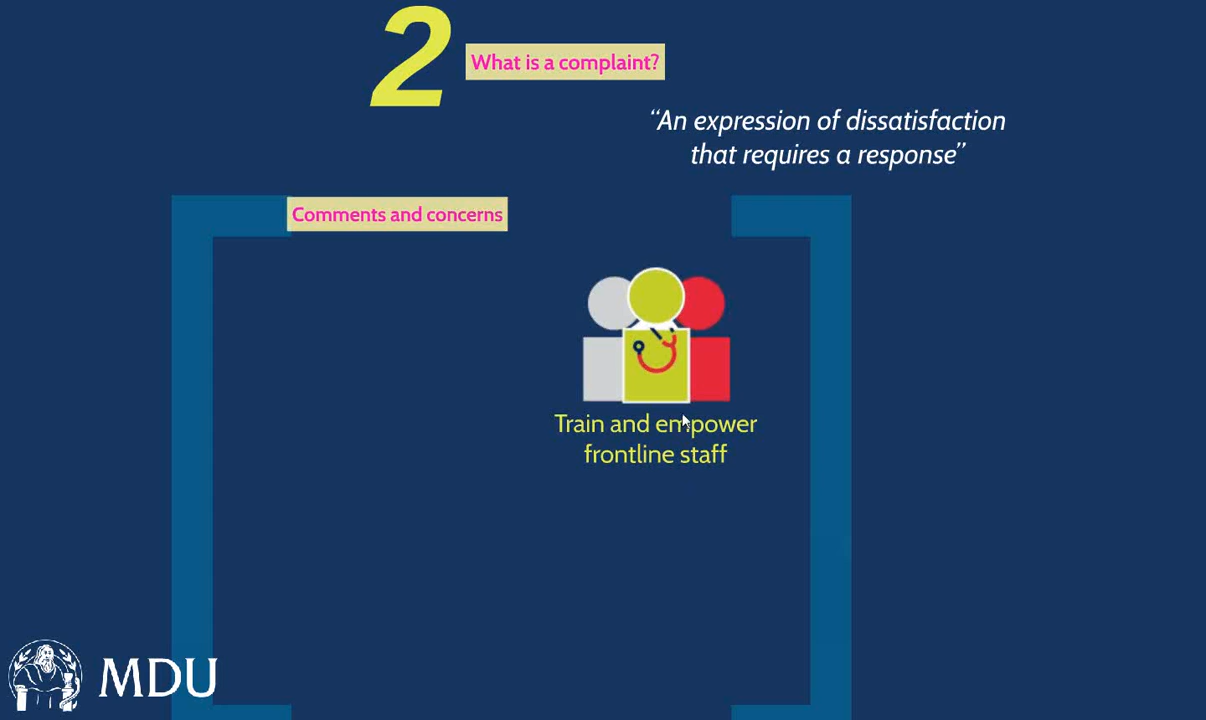 2
What is a complaint?
“An expression of dissatisfaction
that requires a response”
Comments and concerns
Train and empower
frontline staff
MDU